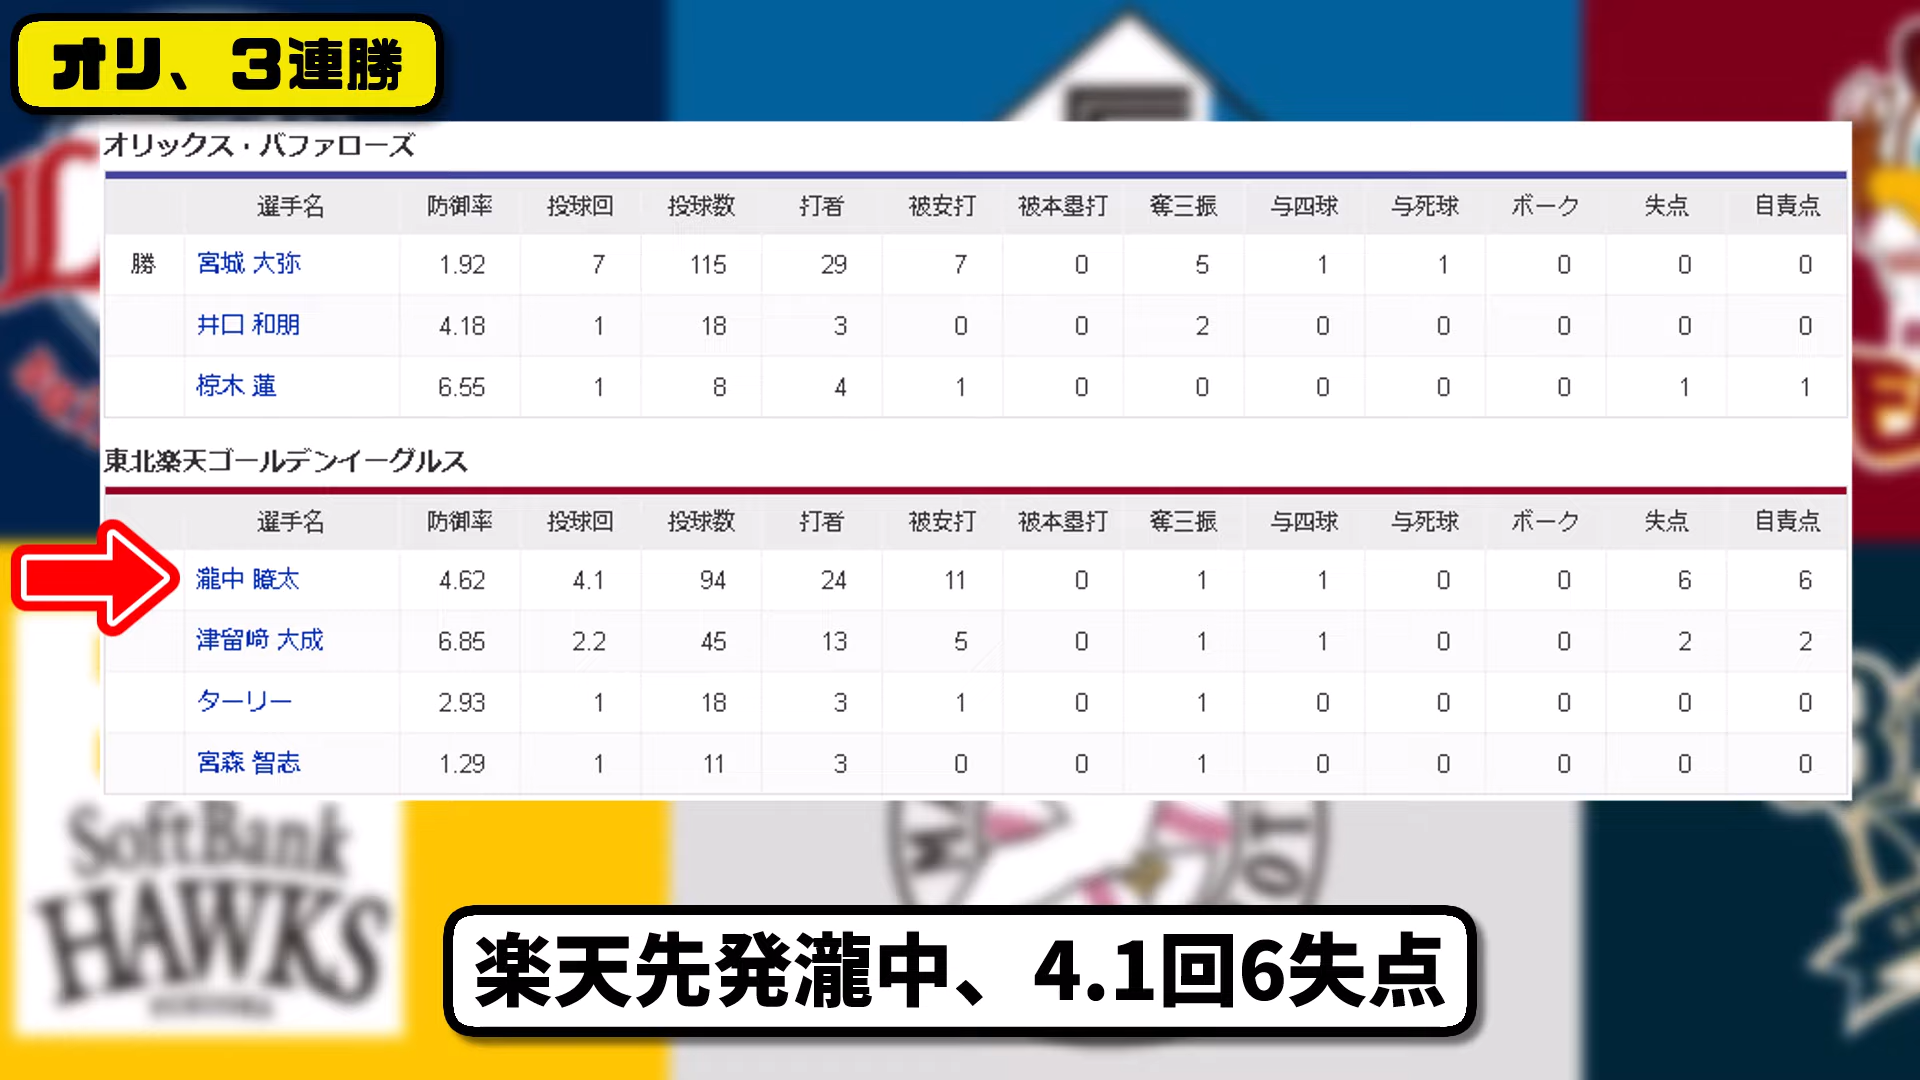 オリ、3連勝
オリックス・バファローズ
選手名 防御率 投球回 投球数 打者 被安打 被本塁打 奪三振 与四球 与死球 ボーク 失点 自責点
勝 宮城 大弥 1.92 7 115 29 7 0 5 1 1 0 0 0
井口 和朋 4.18 1 18 3 0 0 2 0 0 0 0 0
椋木 蓮 6.55 1 8 4 1 0 0 0 0 0 1 1
東北楽天ゴールデンイーグルス
選手名 防御率 投球回 投球数 打者 被安打 被本塁打 奪三振 与四球 与死球 ボーク 失点 自責点
瀧中 瞭太 4.62 4.1 94 24 11 0 1 1 0 0 6 6
津留﨑 大成 6.85 2.2 45 13 5 0 1 1 0 0 2 2
ターリー 2.93 1 18 3 1 0 1 0 0 0 0 0
宮森 智志 1.29 1 11 3 0 0 1 0 0 0 0 0
SoftBank
HAWKS
楽天先発瀧中、4.1回6失点